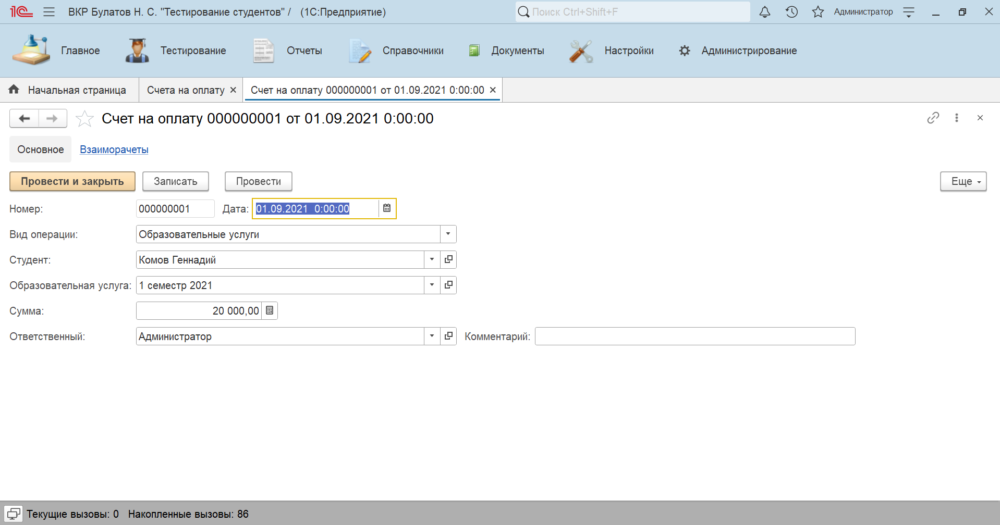 1С ВКР Булатов Н. С. "Тестирование студентов" / (1С:Предприятие) Поиск Ctrl+Shift+F Администратор
Главное Тестирование Отчеты Справочники Документы Настройки Администрирование
Начальная страница Счета на оплату Счет на оплату 000000001 от 01.09.2021 0:00:00
Счет на оплату 000000001 от 01.09.2021 0:00:00
Основное Взаиморачеты
Провести и закрыть Записать Провести Еще
Номер: 000000001 Дата: 01.09.2021 0:00:00
Вид операции: Образовательные услуги
Студент: Комов Геннадий
Образовательная услуга: 1 семестр 2021
Сумма: 20 000,00
Ответственный: Администратор Комментарий:
Текущие вызовы: 0 Накопленные вызовы: 86